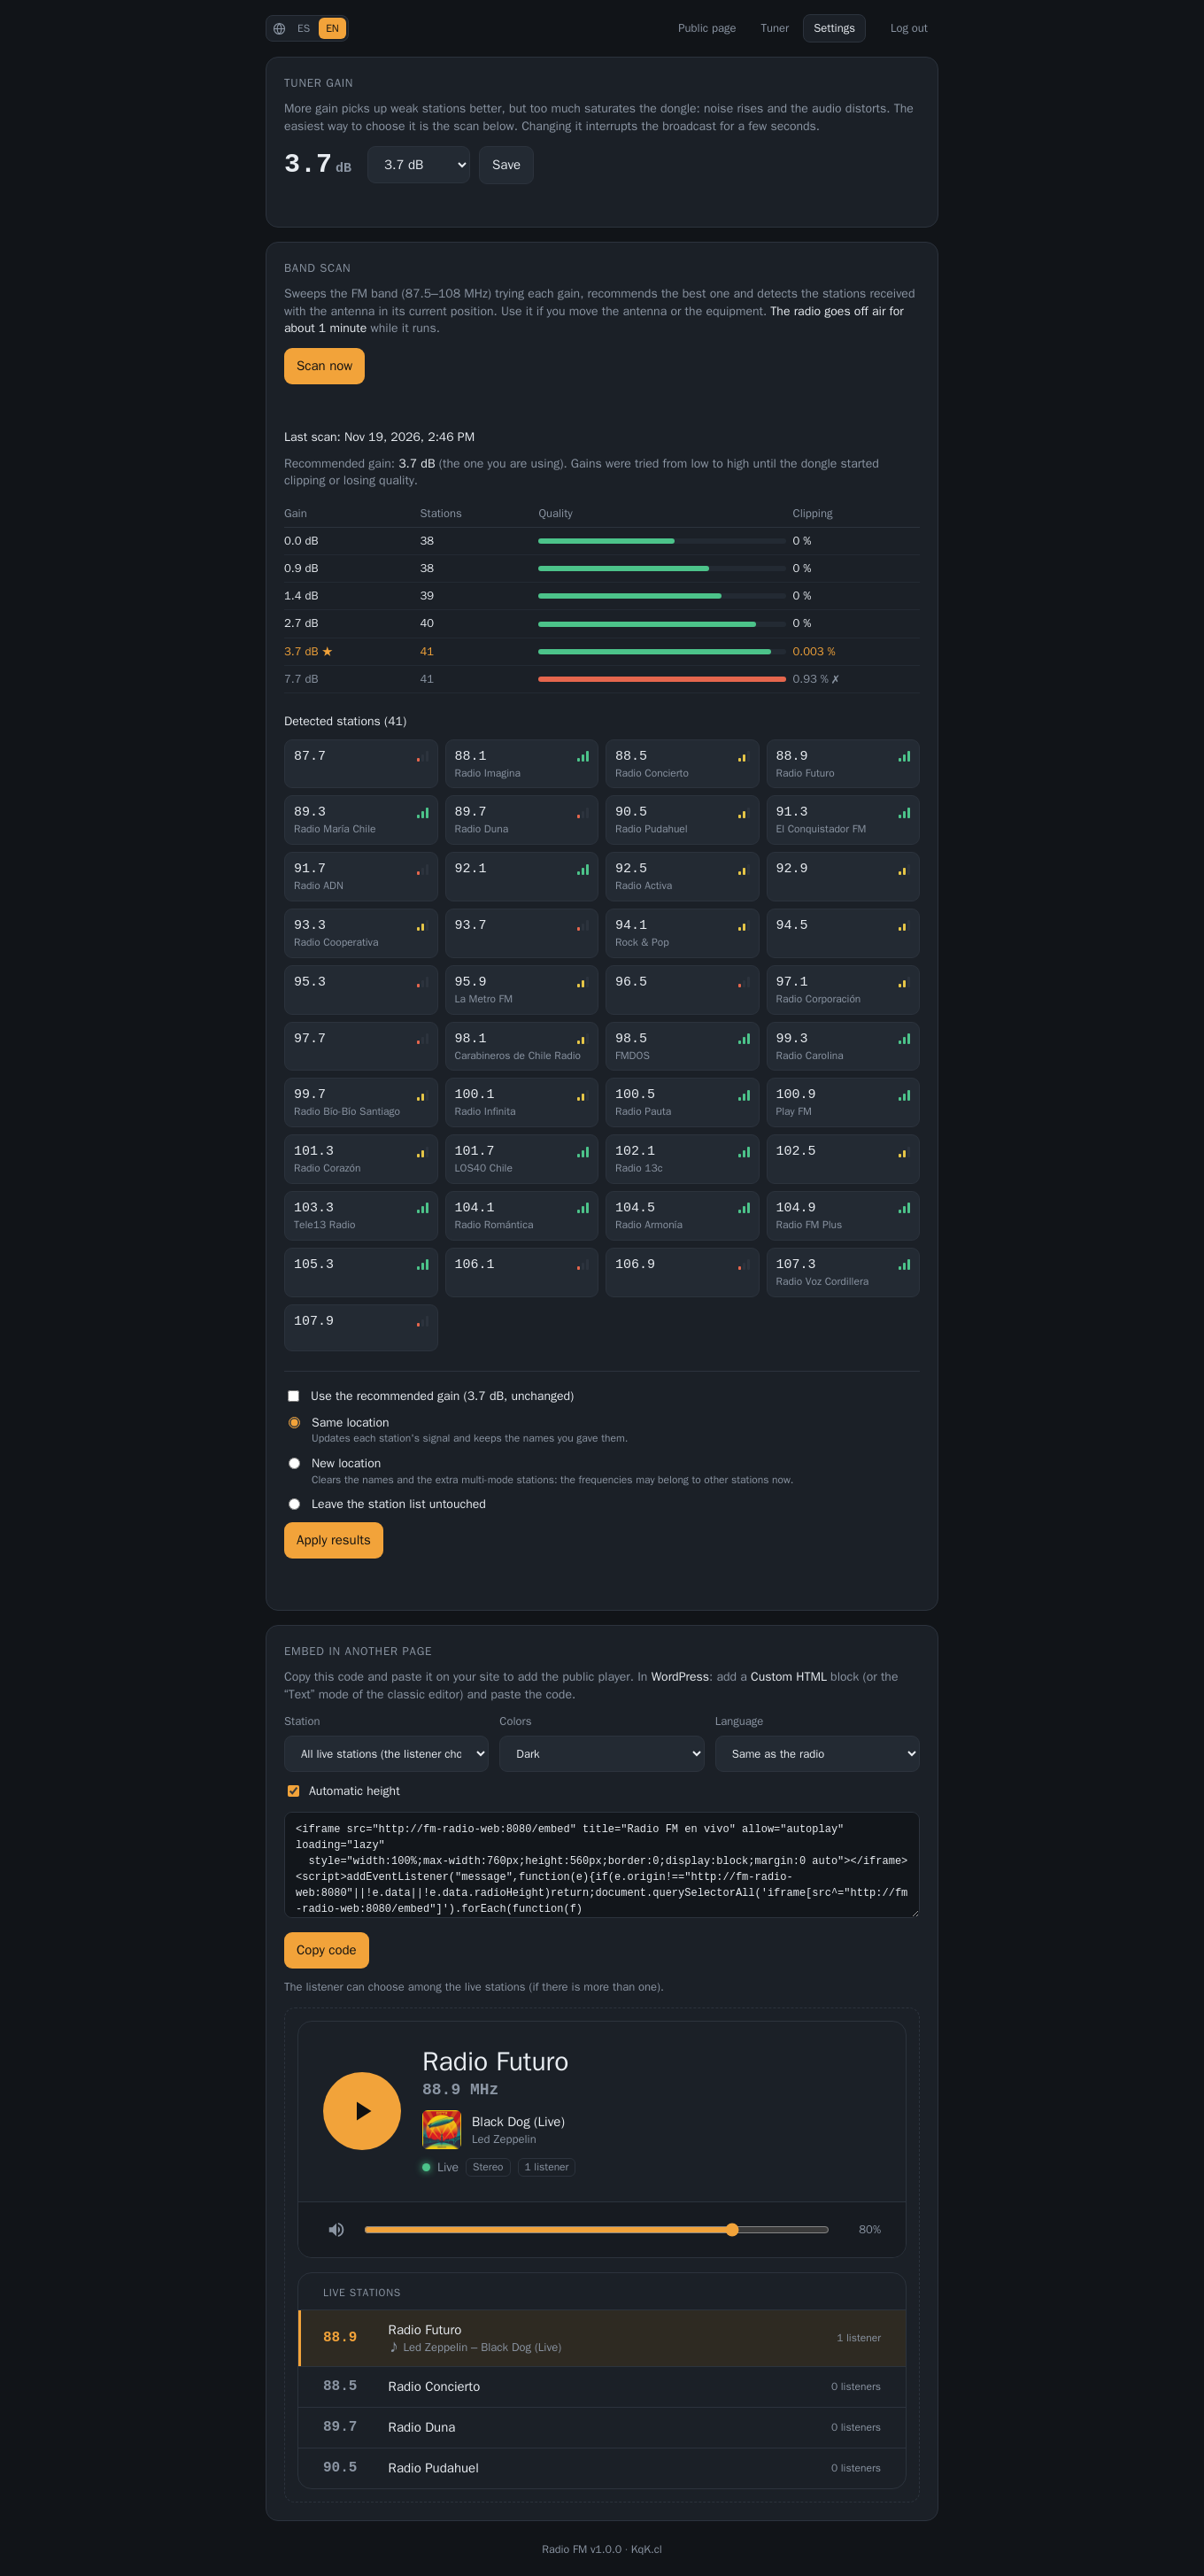 ES EN Public page Tuner Settings Log out
TUNER GAIN
More gain picks up weak stations better, but too much saturates the dongle: noise rises and the audio distorts. The
easiest way to choose it is the scan below. Changing it interrupts the broadcast for a few seconds.
3.7 dB 3.7 dB Save
BAND SCAN
Sweeps the FM band (87.5–108 MHz) trying each gain, recommends the best one and detects the stations received
with the antenna in its current position. Use it if you move the antenna or the equipment. The radio goes off air for
about 1 minute while it runs.
Scan now
Last scan: Nov 19, 2026, 2:46 PM
Recommended gain: 3.7 dB (the one you are using). Gains were tried from low to high until the dongle started
clipping or losing quality.
Gain Stations Quality Clipping
0.0 dB 38 0 %
0.9 dB 38 0 %
1.4 dB 39 0 %
2.7 dB 40 0 %
3.7 dB ★ 41 0.003 %
7.7 dB 41 0.93 % ✗
Detected stations (41)
87.7 88.1 88.5 88.9
Radio Imagina Radio Concierto Radio Futuro
89.3 89.7 90.5 91.3
Radio María Chile Radio Duna Radio Pudahuel El Conquistador FM
91.7 92.1 92.5 92.9
Radio ADN Radio Activa
93.3 93.7 94.1 94.5
Radio Cooperativa Rock & Pop
95.3 95.9 96.5 97.1
La Metro FM Radio Corporación
97.7 98.1 98.5 99.3
Carabineros de Chile Radio FMDOS Radio Carolina
99.7 100.1 100.5 100.9
Radio Bío-Bío Santiago Radio Infinita Radio Pauta Play FM
101.3 101.7 102.1 102.5
Radio Corazón LOS40 Chile Radio 13c
103.3 104.1 104.5 104.9
Tele13 Radio Radio Romántica Radio Armonía Radio FM Plus
105.3 106.1 106.9 107.3
Radio Voz Cordillera
107.9
Use the recommended gain (3.7 dB, unchanged)
Same location
Updates each station's signal and keeps the names you gave them.
New location
Clears the names and the extra multi-mode stations: the frequencies may belong to other stations now.
Leave the station list untouched
Apply results
EMBED IN ANOTHER PAGE
Copy this code and paste it on your site to add the public player. In WordPress: add a Custom HTML block (or the
"Text" mode of the classic editor) and paste the code.
Station Colors Language
All live stations (the listener cho Dark Same as the radio
Automatic height
<iframe src="http://fm-radio-web:8080/embed" title="Radio FM en vivo" allow="autoplay"
loading="lazy"
style="width:100%;max-width:760px;height:560px;border:0;display:block;margin:0 auto"></iframe>
<script>addEventListener("message",function(e){if(e.origin!=="http://fm-radio-
web:8080"||!e.data||!e.data.radioHeight)return;document.querySelectorAll('iframe[src^="http://fm
-radio-web:8080/embed"]').forEach(function(f)
Copy code
The listener can choose among the live stations (if there is more than one).
Radio Futuro
88.9 MHz
Black Dog (Live)
Led Zeppelin
Live Stereo 1 listener
80%
LIVE STATIONS
88.9 Radio Futuro 1 listener
♪ Led Zeppelin — Black Dog (Live)
88.5 Radio Concierto 0 listeners
89.7 Radio Duna 0 listeners
90.5 Radio Pudahuel 0 listeners
Radio FM v1.0.0 · KqK.cl